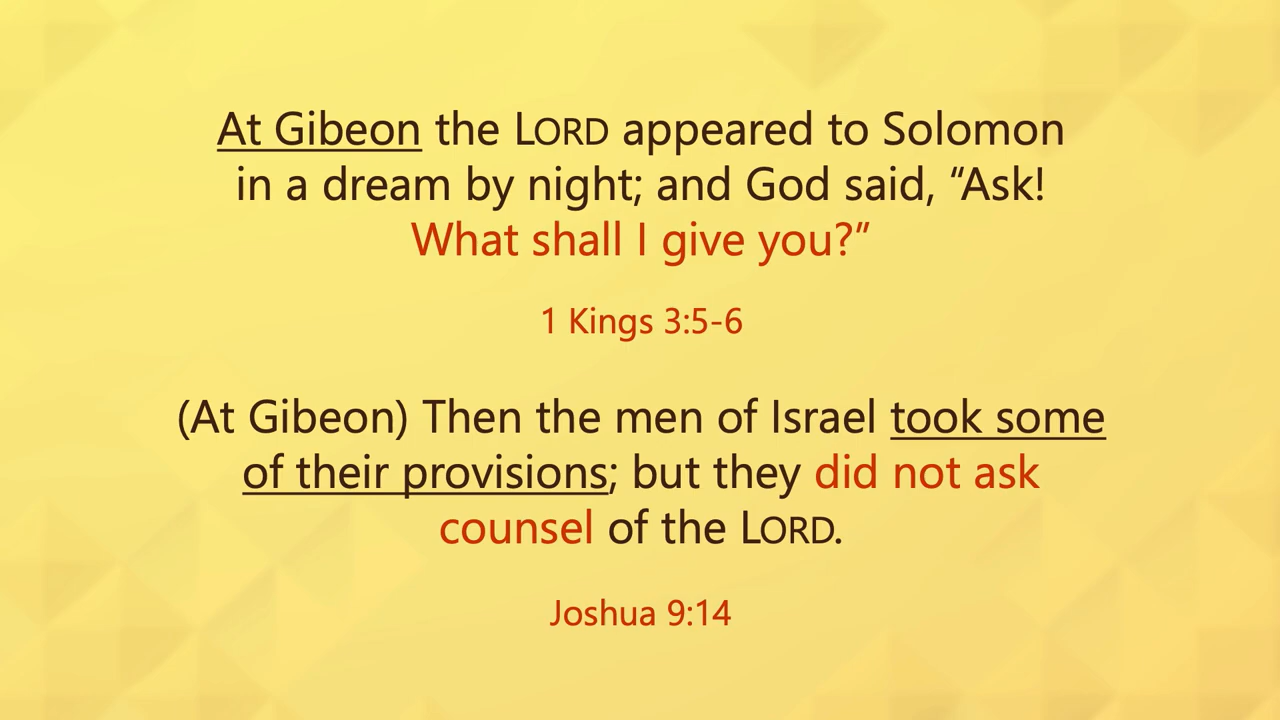 At Gibeon the LORD appeared to Solomon
in a dream by night; and God said, “Ask!
What shall I give you?”
1 Kings 3:5-6
(At Gibeon) Then the men of Israel took some
of their provisions; but they did not ask
counsel of the LORD.
Joshua 9:14